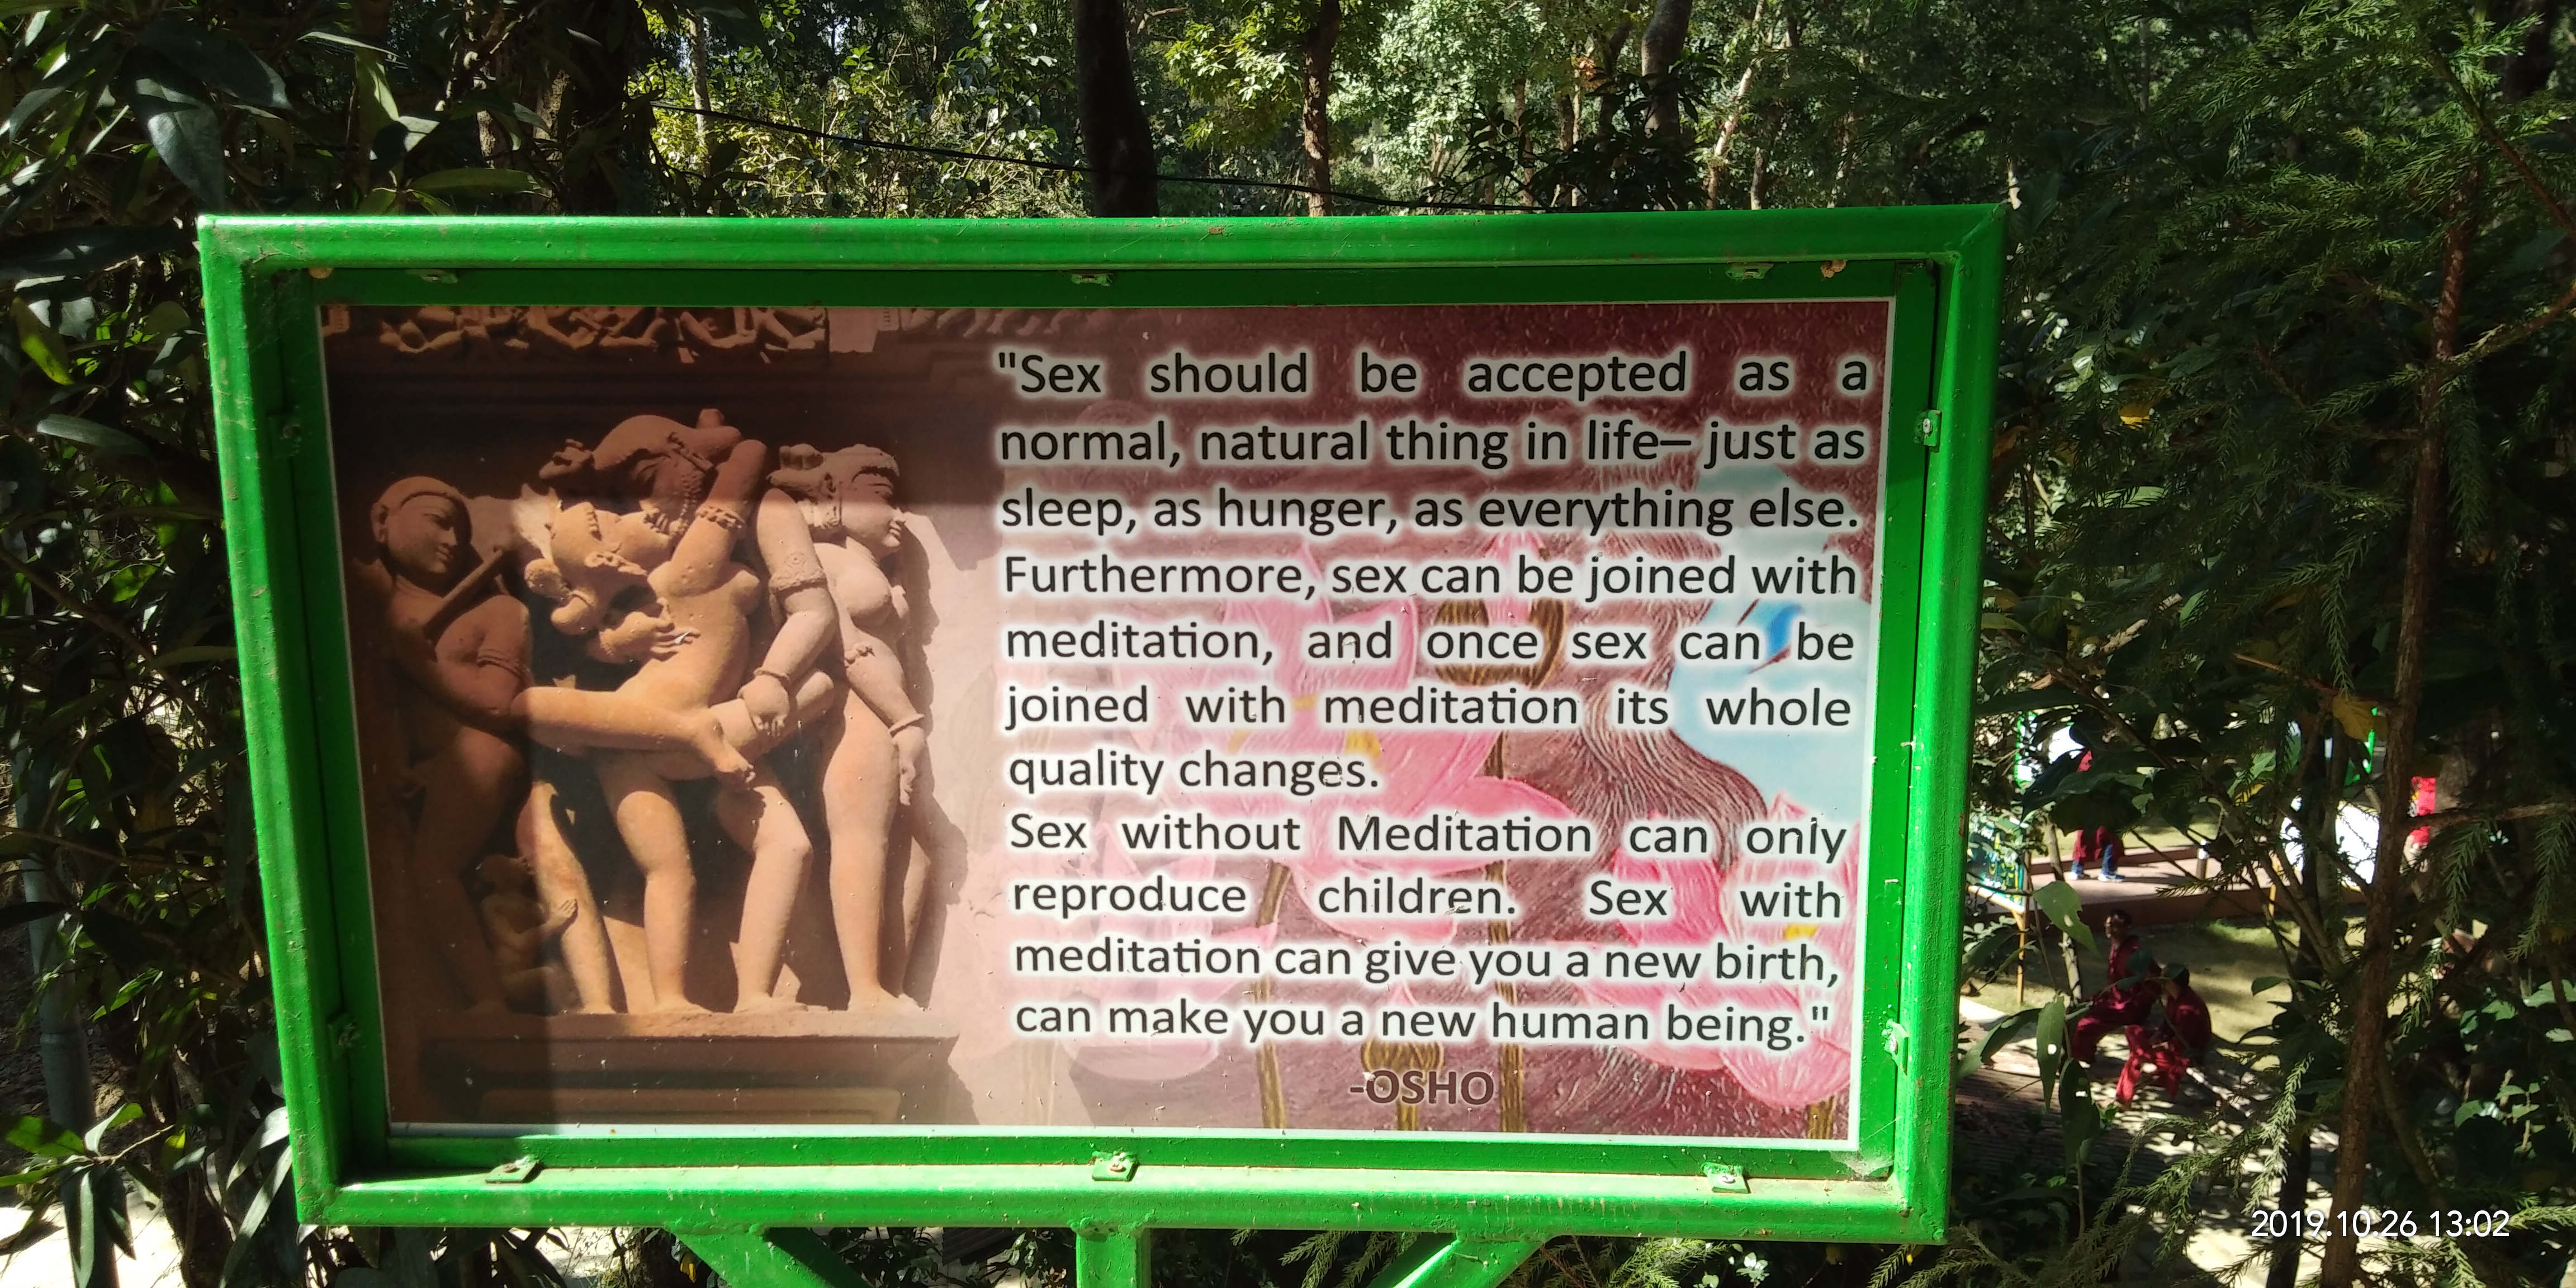 "Sex should be accepted as a
normal, natural thing in life– just as
sleep, as hunger, as everything else.
Furthermore, sex can be joined with
meditation, and once sex can be
joined with meditation its whole
quality changes.
Sex without Meditation can only
reproduce children. Sex with
meditation can give you a new birth,
can make you a new human being."
-OSHO
2019.10.26 13:02